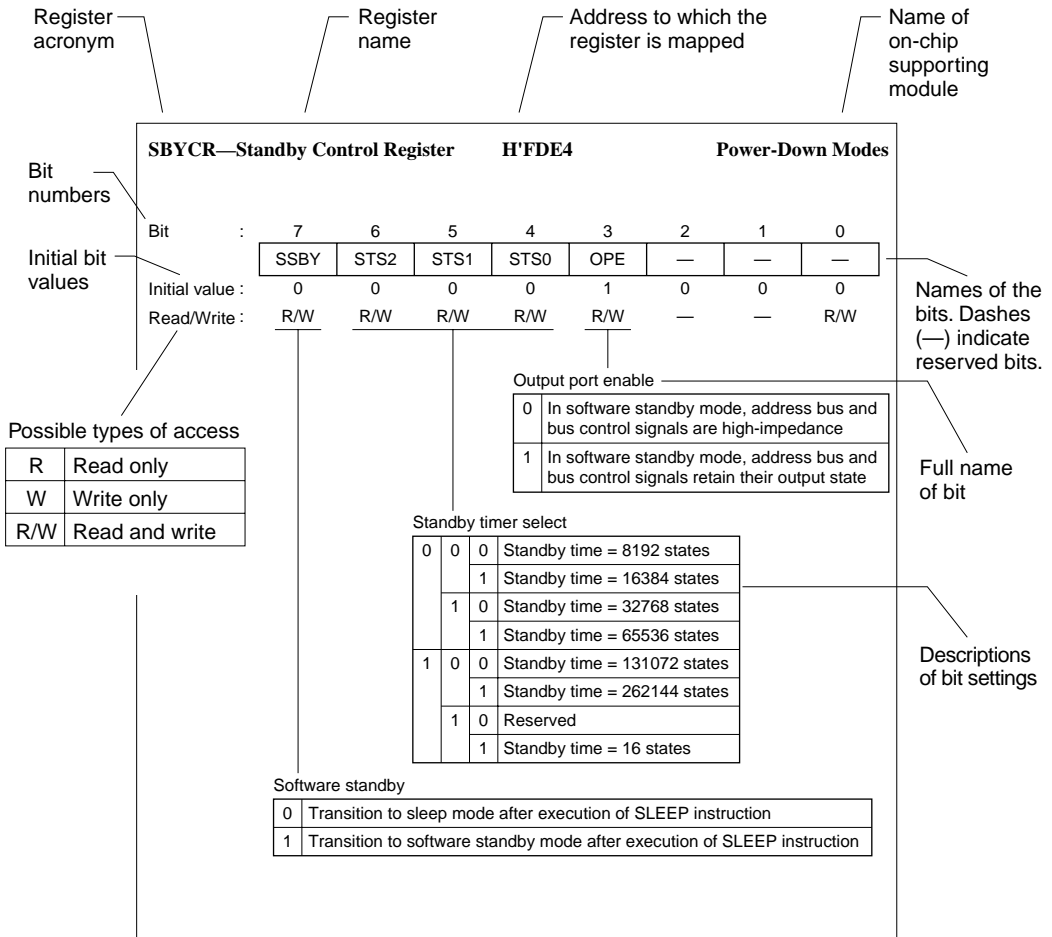 Register
acronym
Register
name
Address to which the
register is mapped
Name of
on-chip
supporting
module
SBYCR—Standby Control Register H'FDE4 Power-Down Modes
Bit
numbers
Bit : 7 6 5 4 3 2 1 0
SSBY STS2 STS1 STS0 OPE — — —
Initial bit
values
Initial value : 0 0 0 0 1 0 0 0
Read/Write : R/W R/W R/W R/W R/W — — R/W
Names of the
bits. Dashes
(—) indicate
reserved bits.
Output port enable
0 In software standby mode, address bus and
bus control signals are high-impedance
1 In software standby mode, address bus and
bus control signals retain their output state
Full name
of bit
Possible types of access
R Read only
W Write only
R/W Read and write
Standby timer select
0 0 0 Standby time = 8192 states
1 Standby time = 16384 states
1 0 Standby time = 32768 states
1 Standby time = 65536 states
1 0 0 Standby time = 131072 states
1 Standby time = 262144 states
1 0 Reserved
1 Standby time = 16 states
Descriptions
of bit settings
Software standby
0 Transition to sleep mode after execution of SLEEP instruction
1 Transition to software standby mode after execution of SLEEP instruction